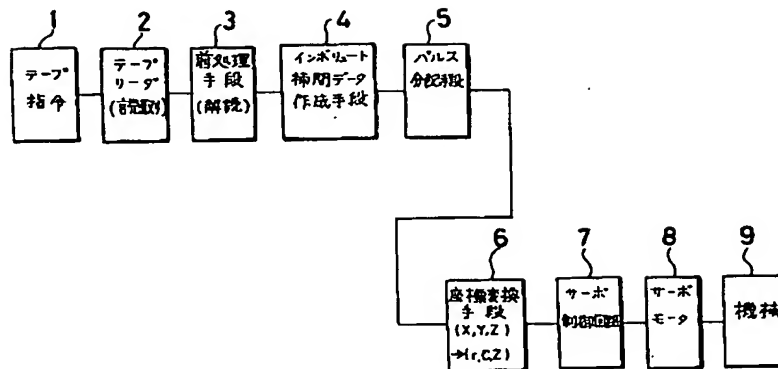 1
テープ
指令
2
テープ
リーダ
(読取り)
3
前処理
手段
(解読)
4
インボリュート
補間データ
作成手段
5
パルス
分配手段
6
座標変換
手段
(X,Y,Z)
→(r,C,Z)
7
サーボ
制御回路
8
サーボ
モータ
9
機械